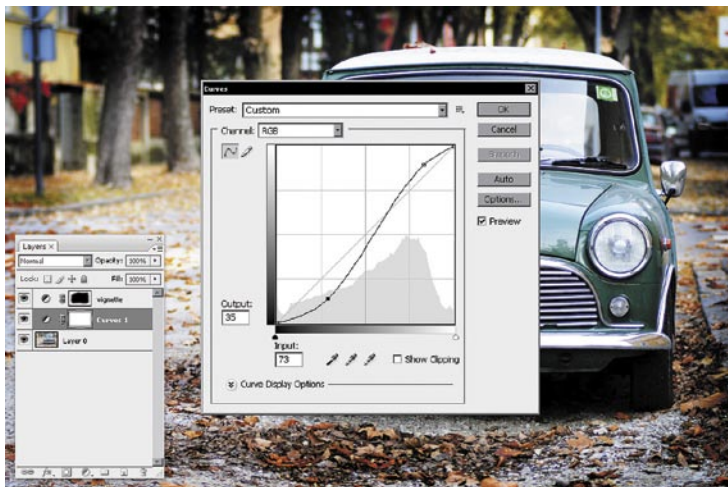 Curves
Preset: Custom
OK
Channel: RGB
Cancel
Smooth
Auto
Options...
Preview
Output:
35
Input:
73
Show Clipping
Curve Display Options
Layers ×
Normal Opacity: 100%
Lock: Fill: 100%
vignette
Curves 1
Layer 0
fx.